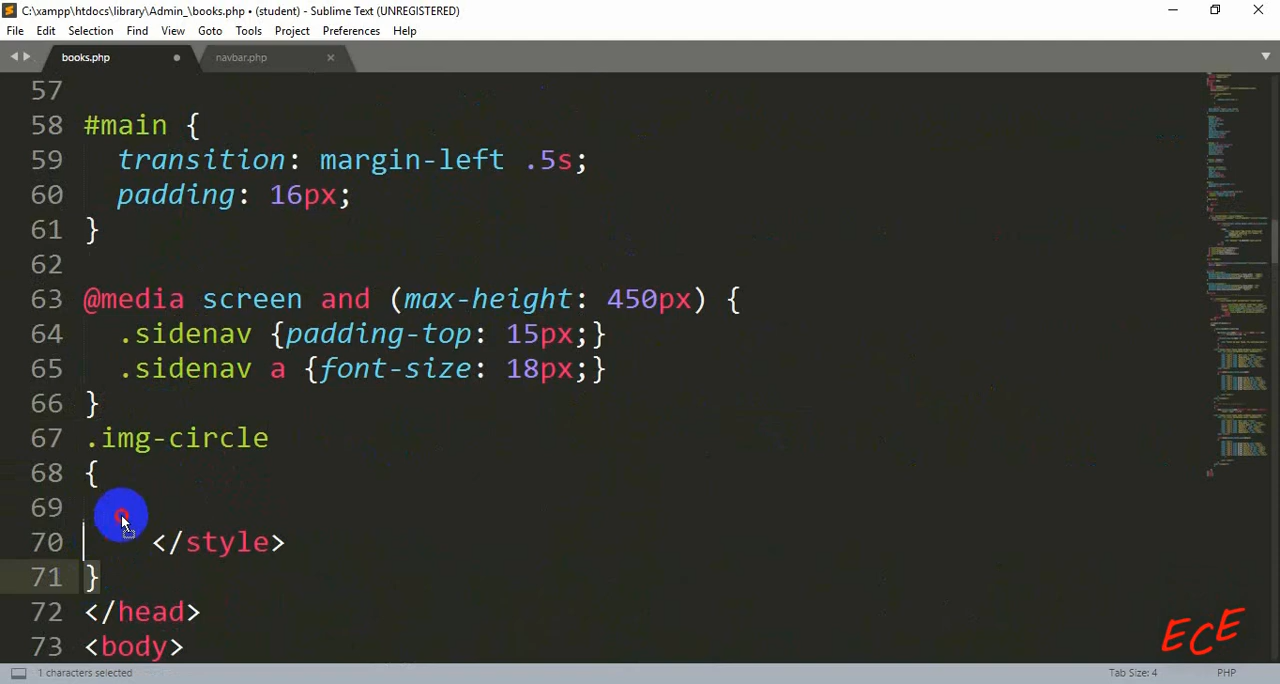 C:\xampp\htdocs\library\Admin_\books.php • (student) - Sublime Text (UNREGISTERED)
File Edit Selection Find View Goto Tools Project Preferences Help
books.php navbar.php
57
58 #main {
59 transition: margin-left .5s;
60 padding: 16px;
61 }
62
63 @media screen and (max-height: 450px) {
64 .sidenav {padding-top: 15px;}
65 .sidenav a {font-size: 18px;}
66 }
67 .img-circle
68 {
69
70 </style>
71 }
72 </head>
73 <body>
ECE
1 characters selected Tab Size: 4 PHP